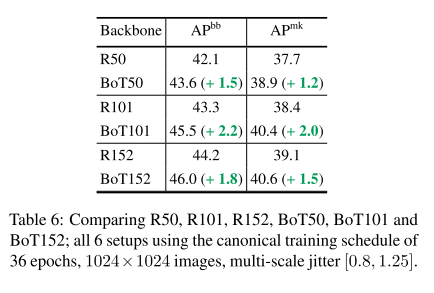 Backbone AP^bb AP^mk
R50 42.1 37.7
BoT50 43.6 (+ 1.5) 38.9 (+ 1.2)
R101 43.3 38.4
BoT101 45.5 (+ 2.2) 40.4 (+ 2.0)
R152 44.2 39.1
BoT152 46.0 (+ 1.8) 40.6 (+ 1.5)
Table 6: Comparing R50, R101, R152, BoT50, BoT101 and
BoT152; all 6 setups using the canonical training schedule of
36 epochs, 1024 × 1024 images, multi-scale jitter [0.8, 1.25].